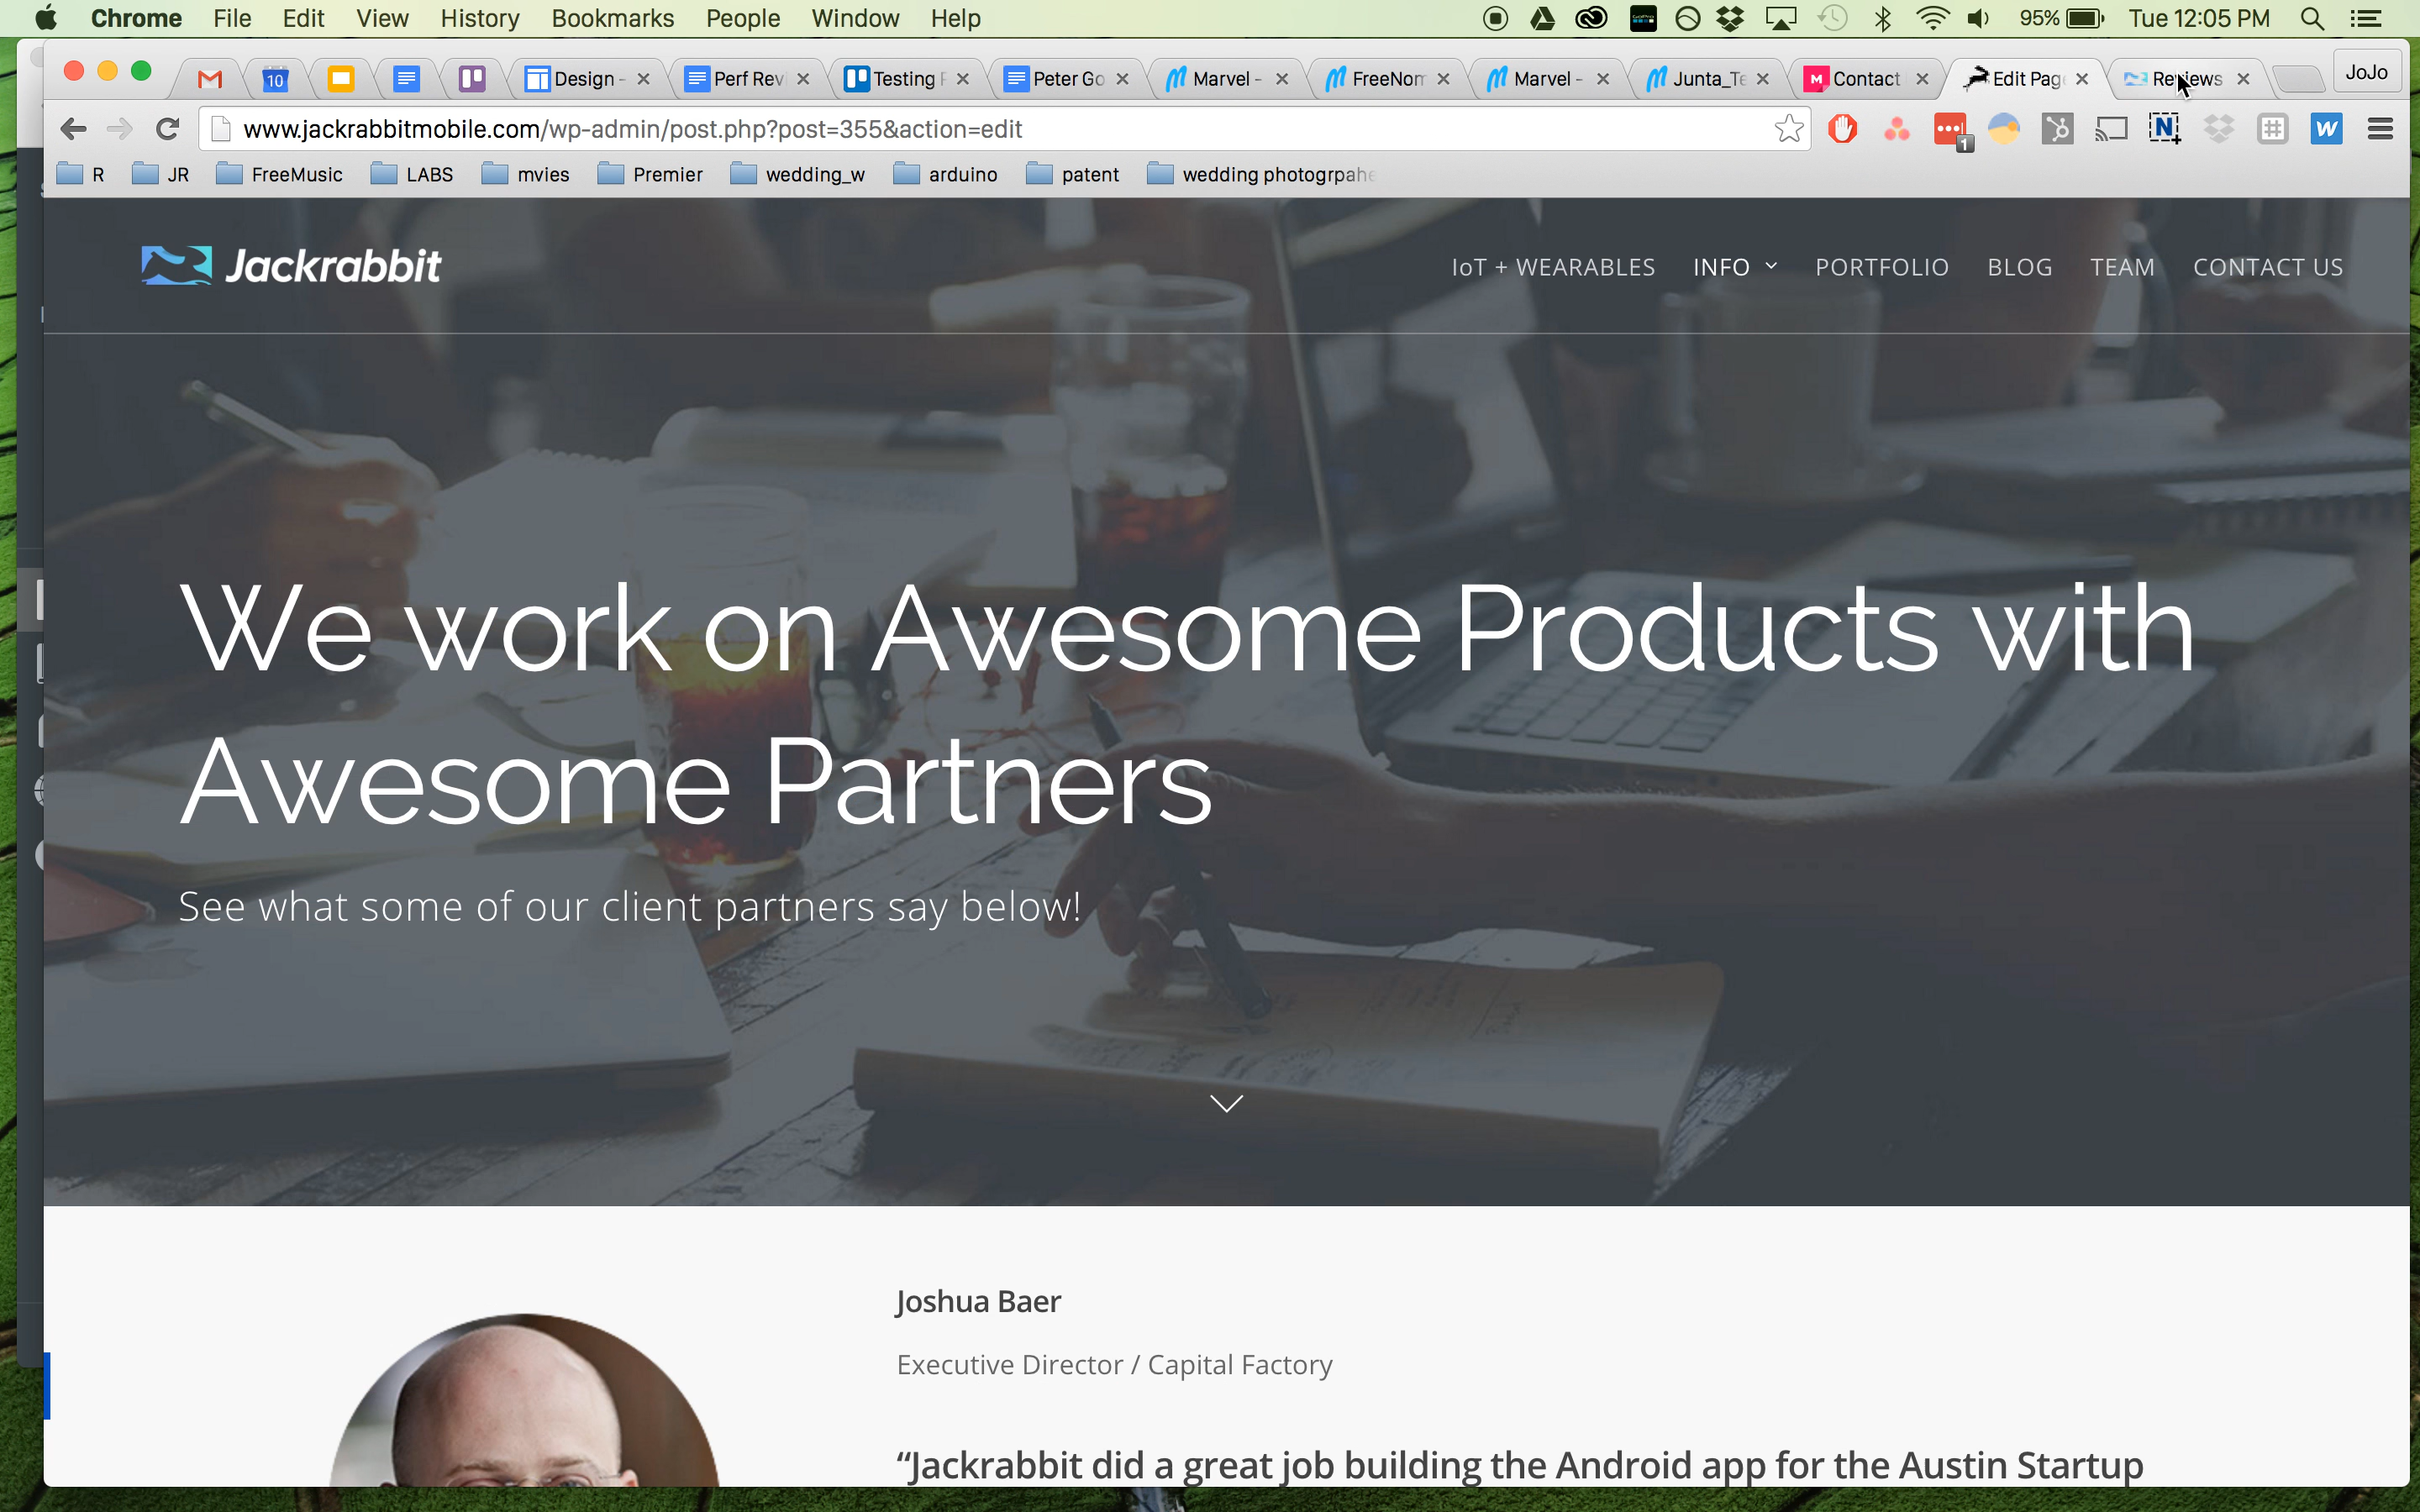 Chrome File Edit View History Bookmarks People Window Help 95% Tue 12:05 PM
10 Design - Perf Rev Testing Peter Go Marvel - FreeNom Marvel - Junta_Te Contact Edit Pag Reviews JoJo
www.jackrabbitmobile.com/wp-admin/post.php?post=355&action=edit 1 N W
R JR FreeMusic LABS mvies Premier wedding_w arduino patent wedding photogrpahe
Jackrabbit IoT + WEARABLES INFO PORTFOLIO BLOG TEAM CONTACT US
We work on Awesome Products with
Awesome Partners
See what some of our client partners say below!
Joshua Baer
Executive Director / Capital Factory
“Jackrabbit did a great job building the Android app for the Austin Startup